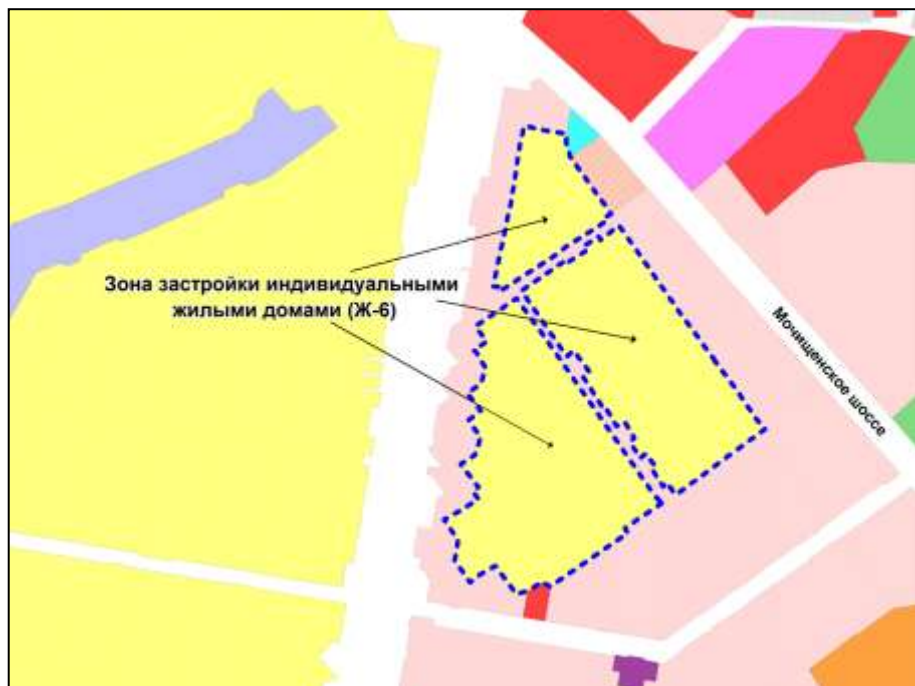 Зона застройки индивидуальными
жилыми домами (Ж-6)
Мочищенское шоссе